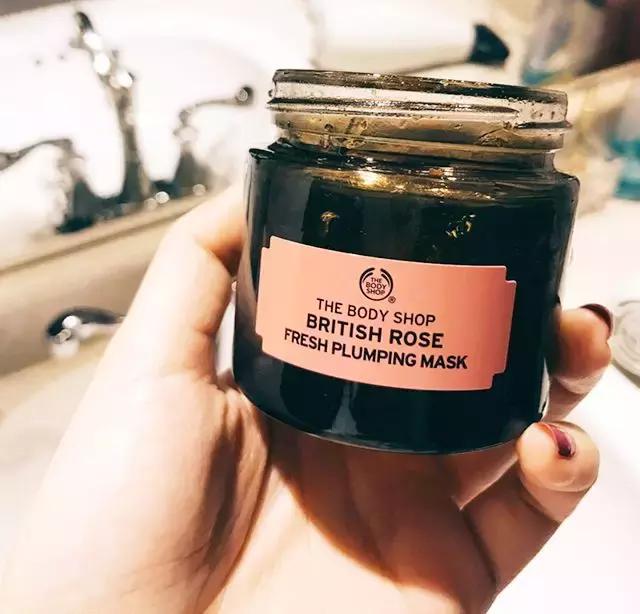 THE
BODY
SHOP
®
THE BODY SHOP
BRITISH ROSE
FRESH PLUMPING MASK